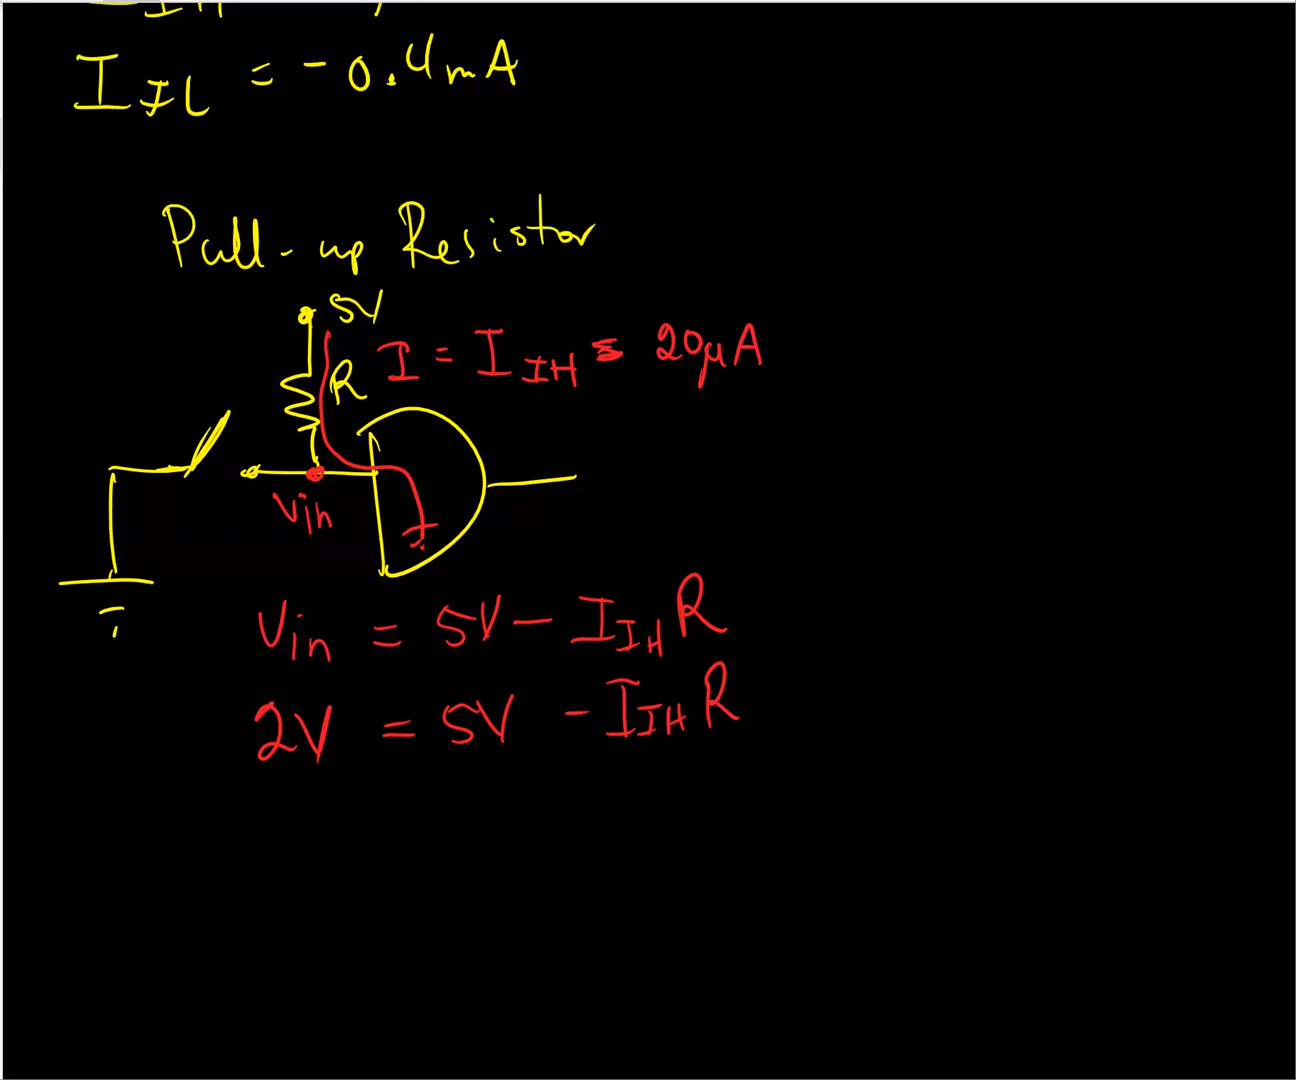 I_IL = -0.4mA
Pull-up Resistor
5V
R
I = I_IH = 20μA
Vin
Vin = 5V - I_IH R
2V = 5V - I_IH R